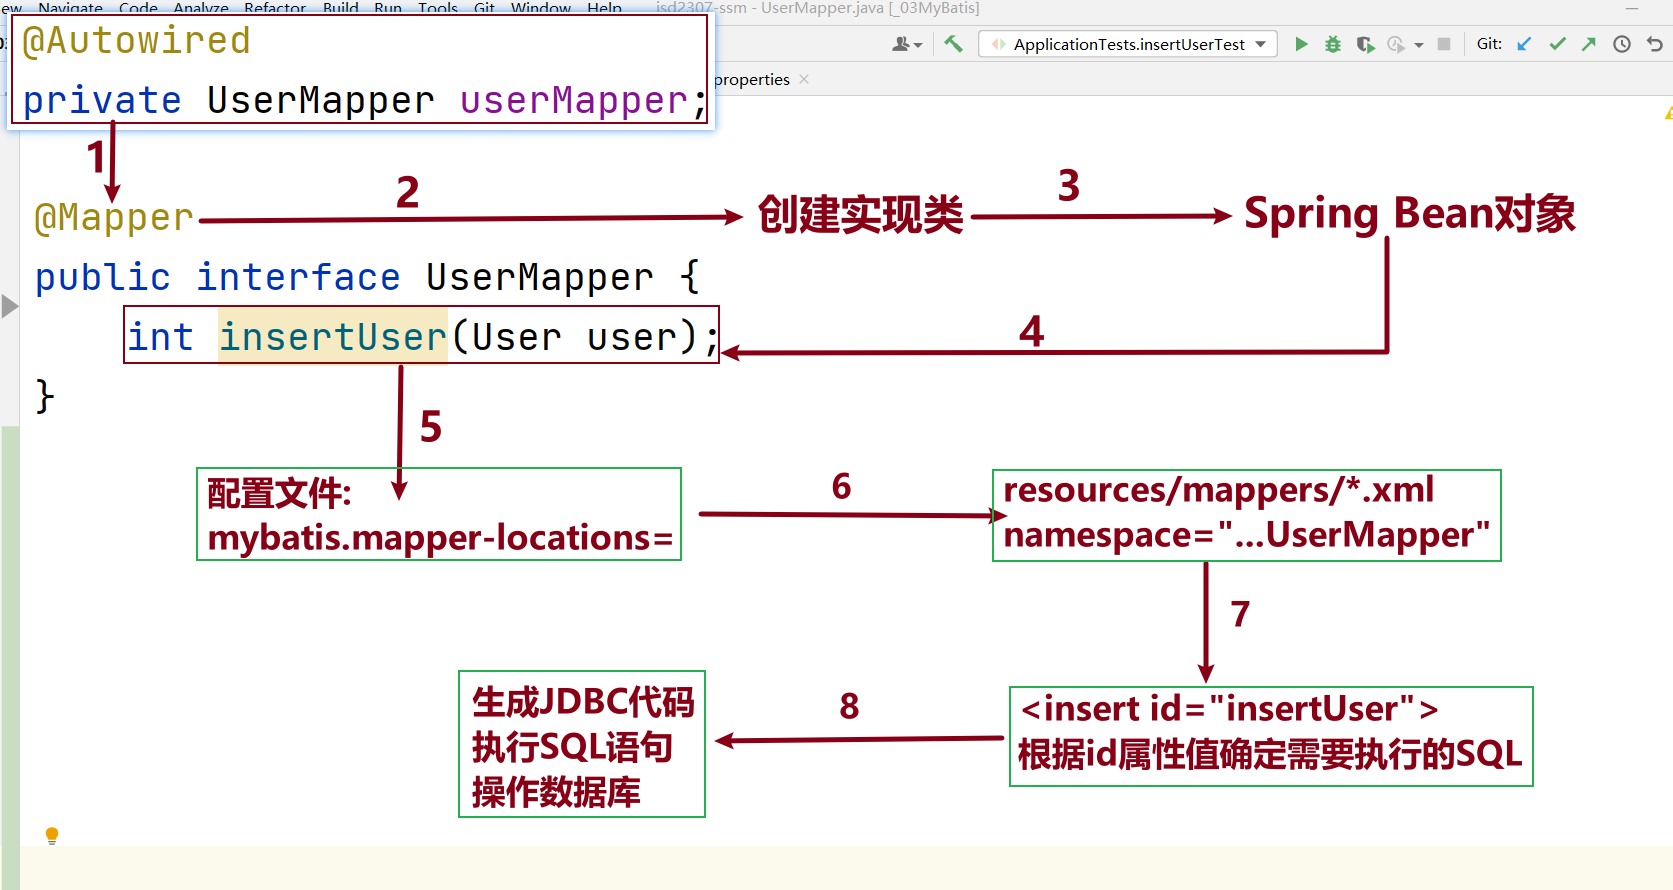 Navigate Code Analyze Refactor Build Run Tools Git Window Help jsd2307-ssm - UserMapper.java [_03MyBatis]
ApplicationTests.insertUserTest Git:
properties
@Autowired
private UserMapper userMapper;
1
2
3
@Mapper
创建实现类
Spring Bean对象
public interface UserMapper {
int insertUser(User user);
4
}
5
配置文件:
mybatis.mapper-locations=
6
resources/mappers/*.xml
namespace="...UserMapper"
7
<insert id="insertUser">
根据id属性值确定需要执行的SQL
8
生成JDBC代码
执行SQL语句
操作数据库